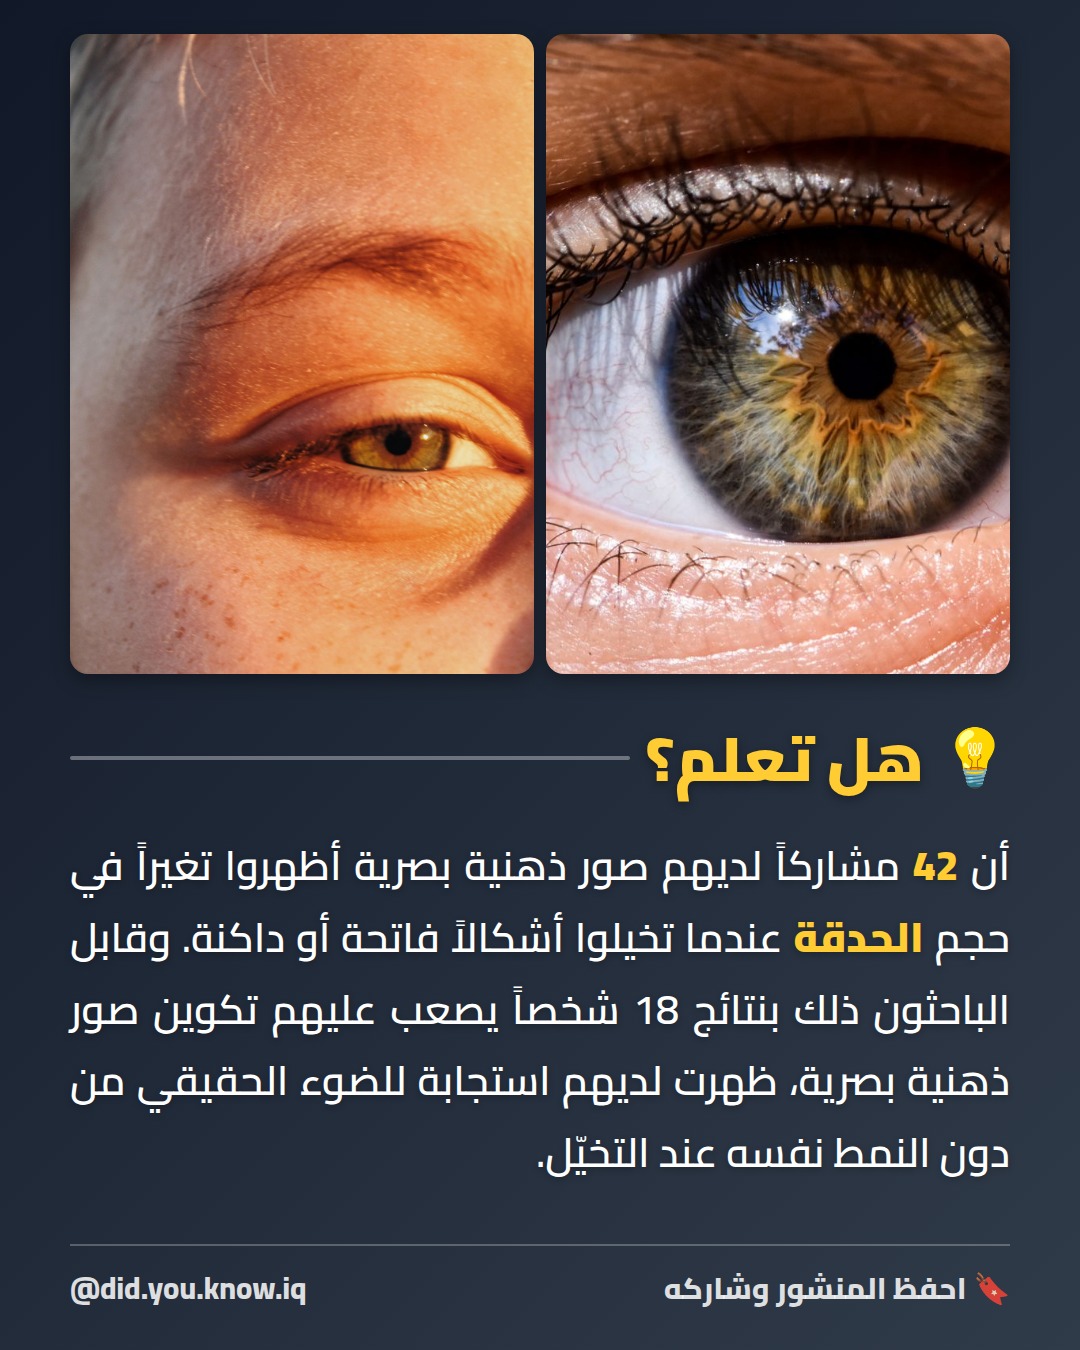 هل تعلم؟
أن 42 مشاركاً لديهم صور ذهنية بصرية أظهروا تغيراً في
حجم الحدقة عندما تخيلوا أشكالاً فاتحة أو داكنة. وقابل
الباحثون ذلك بنتائج 18 شخصاً يصعب عليهم تكوين صور
ذهنية بصرية، ظهرت لديهم استجابة للضوء الحقيقي من
دون النمط نفسه عند التخيّل.
احفظ المنشور وشاركه
@did.you.know.iq